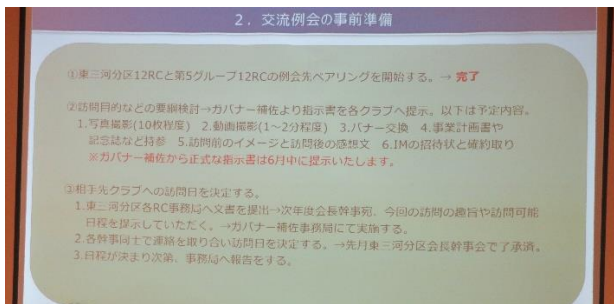 2．交流例会の事前準備
①東三河分区12RCと第5グループ12RCの例会先ペアリングを開始する。→ 完了
②訪問目的などの要綱検討→ガバナー補佐より指示書を各クラブへ提示。以下は予定内容。
1.写真撮影(10枚程度) 2.動画撮影(1～2分程度) 3.バナー交換 4.事業計画書や
記念誌など持参 5.訪問前のイメージと訪問後の感想文 6.IMの招待状と確約取り
※ガバナー補佐から正式な指示書は6月中に提示いたします。
③相手先クラブへの訪問日を決定する。
1.東三河分区各RC事務局へ文書を提出→次年度会長幹事宛、今回の訪問の趣旨や訪問可能
日程を提示していただく。→ガバナー補佐事務局にて実施する。
2.各幹事同士で連絡を取り合い訪問日を決定する。→先月東三河分区会長幹事会で了承済。
3.日程が決まり次第、事務局へ報告をする。